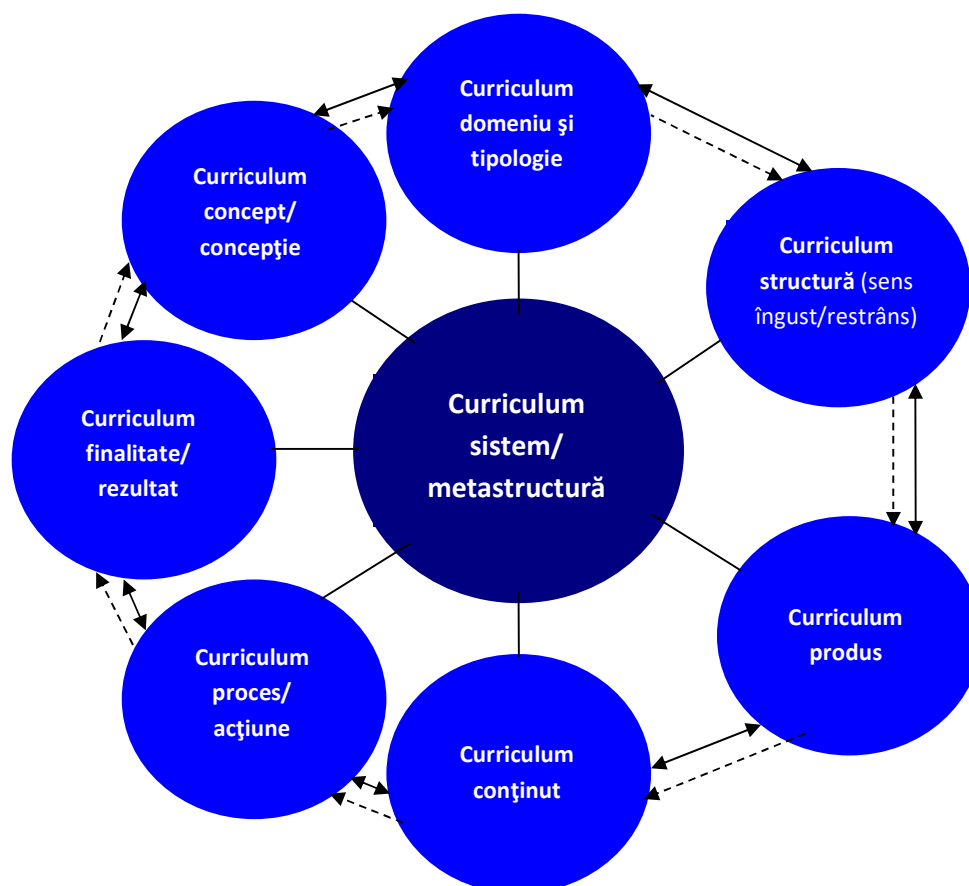 Curriculum
domeniu şi
tipologie
Curriculum
concept/
concepţie
Curriculum
structură (sens
îngust/restrâns)
Curriculum
sistem/
metastructură
Curriculum
finalitate/
rezultat
Curriculum
produs
Curriculum
proces/
acţiune
Curriculum
conţinut